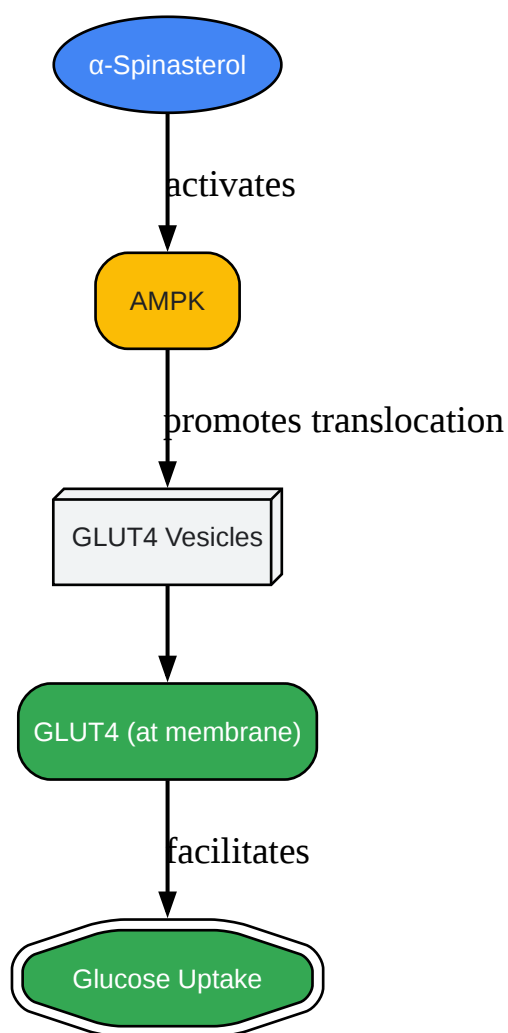 α-Spinasterol
activates
AMPK
promotes translocation
GLUT4 Vesicles
GLUT4 (at membrane)
facilitates
Glucose Uptake